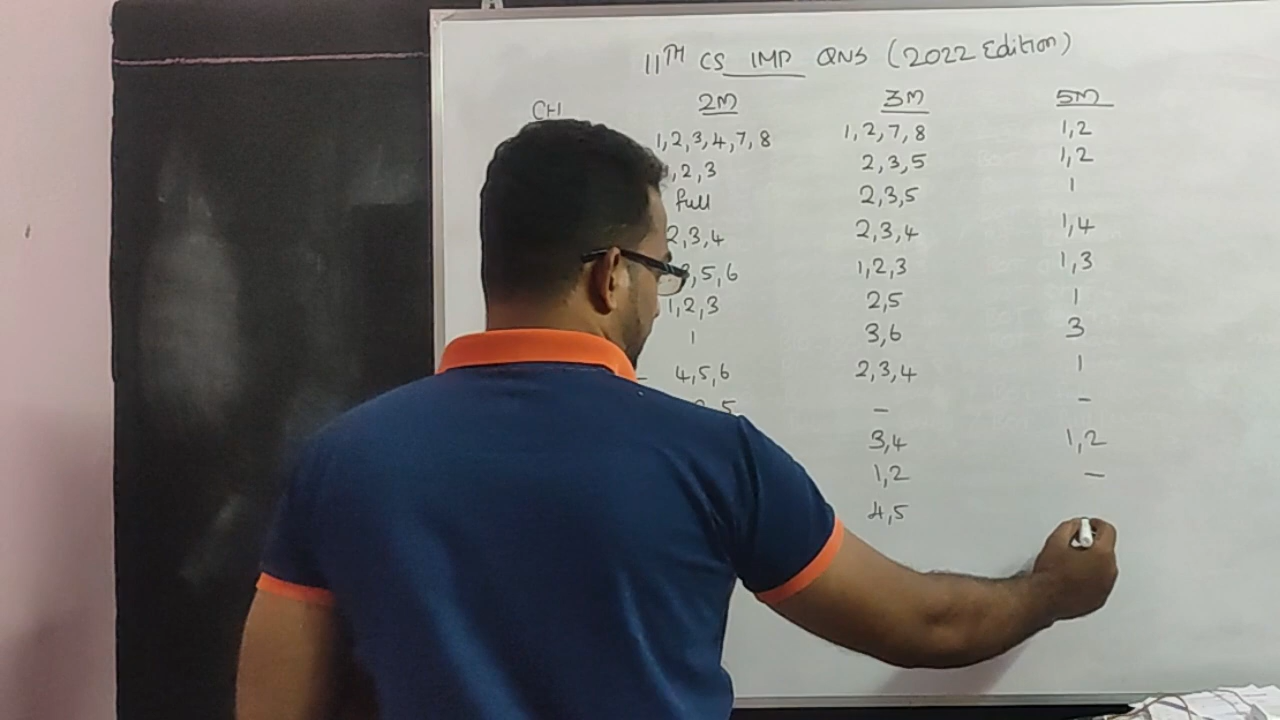 11TH CS IMP QNS (2022 Edition)
CH 2M 3M 5M
1,2,3,4,7,8 1,2,7,8 1,2
,2,3 2,3,5 1,2
full 2,3,5 1
2,3,4 2,3,4 1,4
,5,6 1,2,3 1,3
1,2,3 2,5 1
1 3,6 3
- 4,5,6 2,3,4 1
5 - -
3,4 1,2
1,2 -
4,5